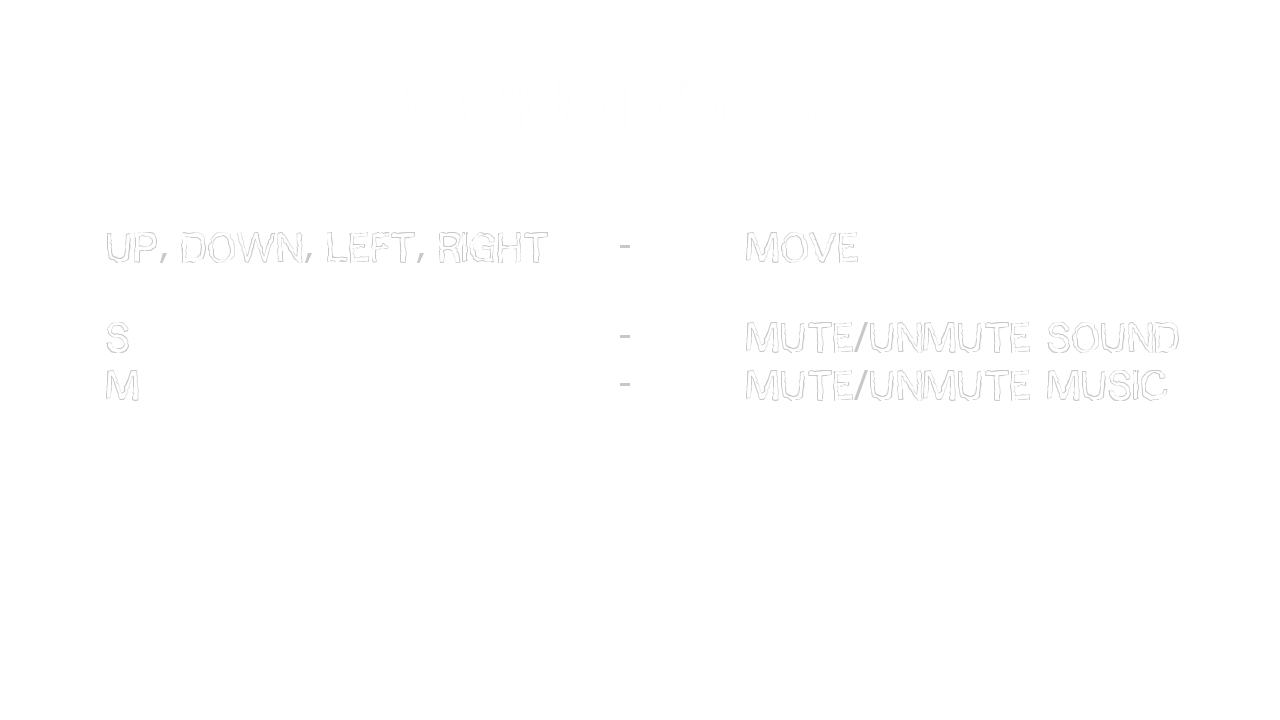 UP, DOWN, LEFT, RIGHT - MOVE
S - MUTE/UNMUTE SOUND
M - MUTE/UNMUTE MUSIC